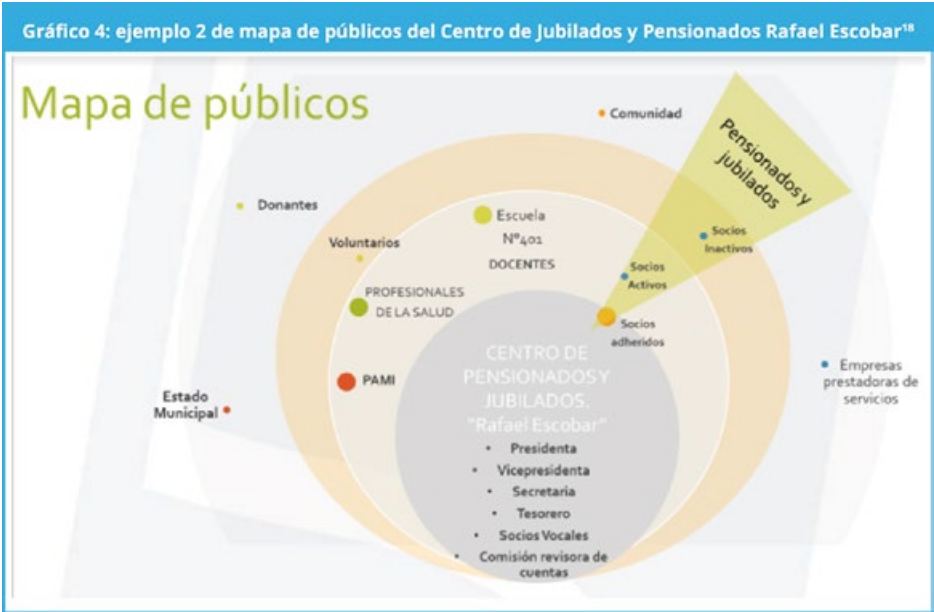 Gráfico 4: ejemplo 2 de mapa de públicos del Centro de Jubilados y Pensionados Rafael Escobar¹⁸
Mapa de públicos
Comunidad
Pensionados y
jubilados
Donantes
Voluntarios
Escuela
N°401
DOCENTES
Socios
Inactivos
Socios
Activos
PROFESIONALES
DE LA SALUD
Socios
adheridos
CENTRO DE
PENSIONADOS Y
JUBILADOS.
"Rafael Escobar"
PAMI
Estado
Municipal
Empresas
prestadoras de
servicios
• Presidenta
• Vicepresidenta
• Secretaria
• Tesorero
• Socios Vocales
• Comisión revisora de
cuentas